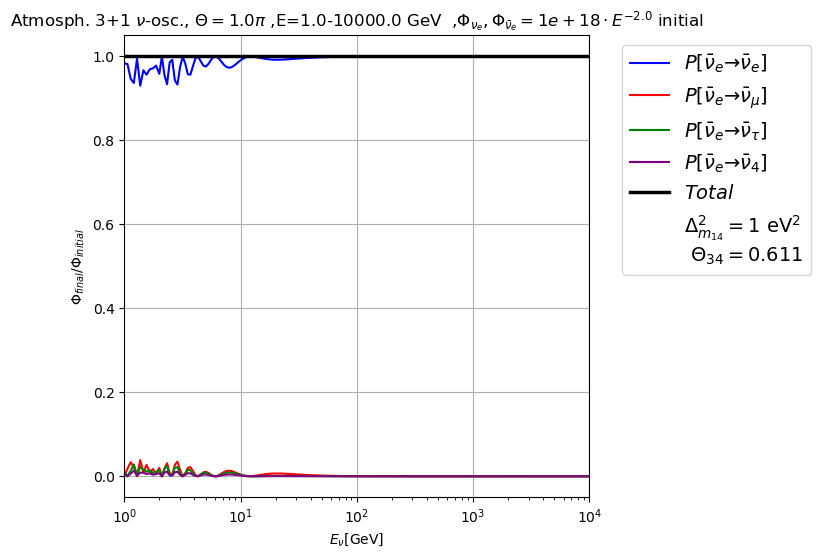 Atmosph. 3+1 ν-osc., Θ = 1.0π ,E=1.0-10000.0 GeV ,Φ_{ν_e}, Φ_{ν̄_e} = 1e + 18 · E^{−2.0} initial
P[ν̄_e→ν̄_e]
P[ν̄_e→ν̄_μ]
P[ν̄_e→ν̄_τ]
P[ν̄_e→ν̄_4]
Total
Δ^2_{m_{14}} = 1 eV^2
Θ_{34} = 0.611
Φ_{final}/Φ_{initial}
1.0
0.8
0.6
0.4
0.2
0.0
10^0
10^1
10^2
10^3
10^4
E_ν[GeV]